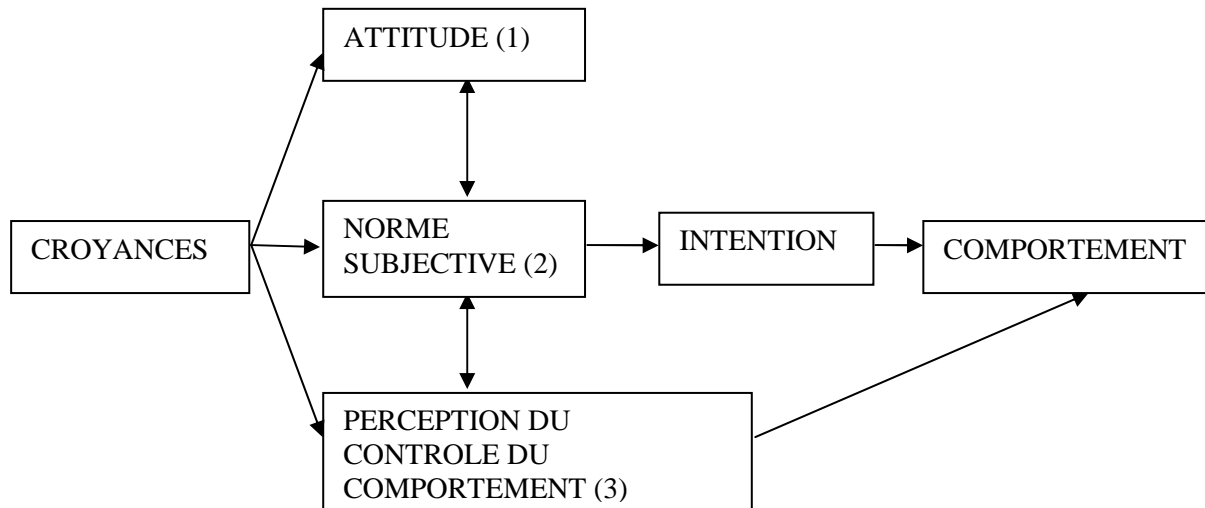 ATTITUDE (1)
CROYANCES
NORME
SUBJECTIVE (2)
INTENTION
COMPORTEMENT
PERCEPTION DU
CONTROLE DU
COMPORTEMENT (3)